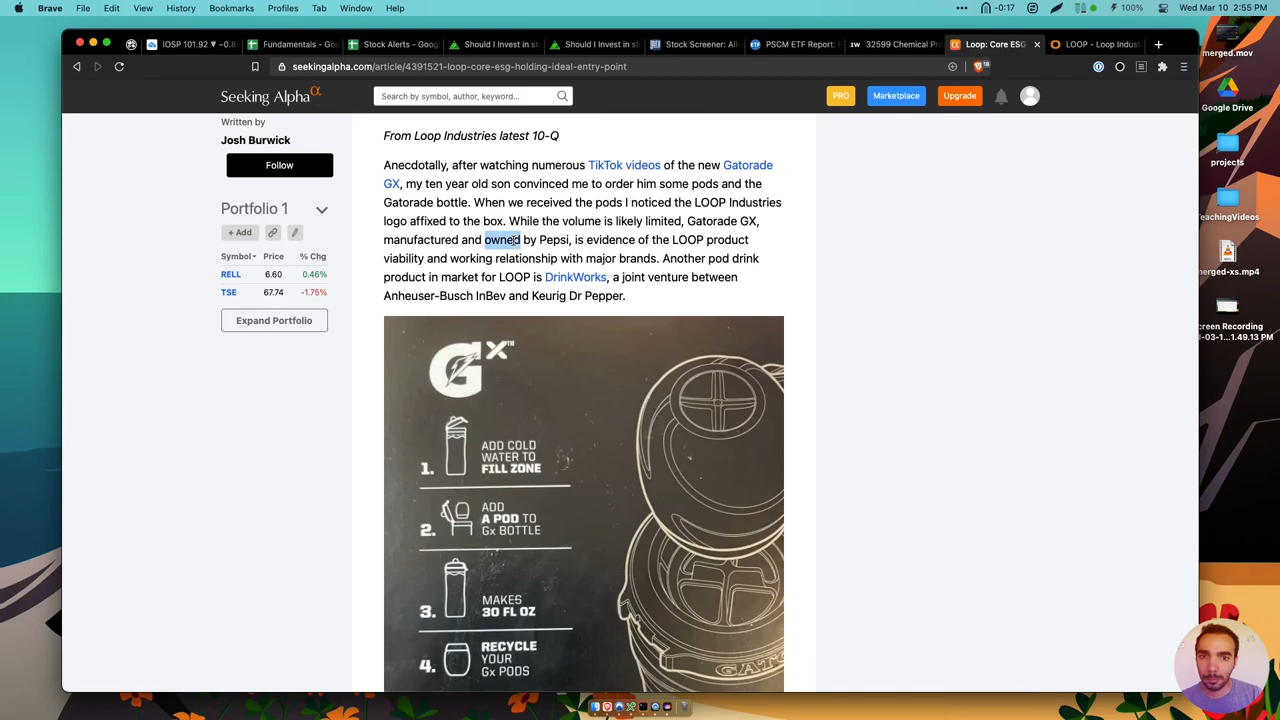 Brave File Edit View History Bookmarks Profiles Tab Window Help
-0:17 100% Wed Mar 10 2:55 PM
IOSP 101.92 ▼ −0.8
Fundamentals - Goo
Stock Alerts - Googl
Should I Invest in st
Should I Invest in st
Stock Screener: All
PSCM ETF Report: F
32599 Chemical Pr
Loop: Core ESG
LOOP - Loop Indust
seekingalpha.com/article/4391521-loop-core-esg-holding-ideal-entry-point
Seeking Alpha α
Search by symbol, author, keyword...
PRO
Marketplace
Upgrade
Written by
Josh Burwick
Follow
Portfolio 1
+ Add
Symbol Price % Chg
RELL 6.60 0.46%
TSE 67.74 -1.75%
Expand Portfolio
From Loop Industries latest 10-Q
Anecdotally, after watching numerous TikTok videos of the new Gatorade
GX, my ten year old son convinced me to order him some pods and the
Gatorade bottle. When we received the pods I noticed the LOOP Industries
logo affixed to the box. While the volume is likely limited, Gatorade GX,
manufactured and owned by Pepsi, is evidence of the LOOP product
viability and working relationship with major brands. Another pod drink
product in market for LOOP is DrinkWorks, a joint venture between
Anheuser-Busch InBev and Keurig Dr Pepper.
GX™
1. ADD COLD
WATER TO
FILL ZONE
2. ADD
A POD TO
Gx BOTTLE
3. MAKES
30 FL OZ
4. RECYCLE
YOUR
Gx PODS
GATO
merged.mov
Google Drive
projects
TeachingVideos
erged-xs.mp4
creen Recording
-03-1...1.49.13 PM